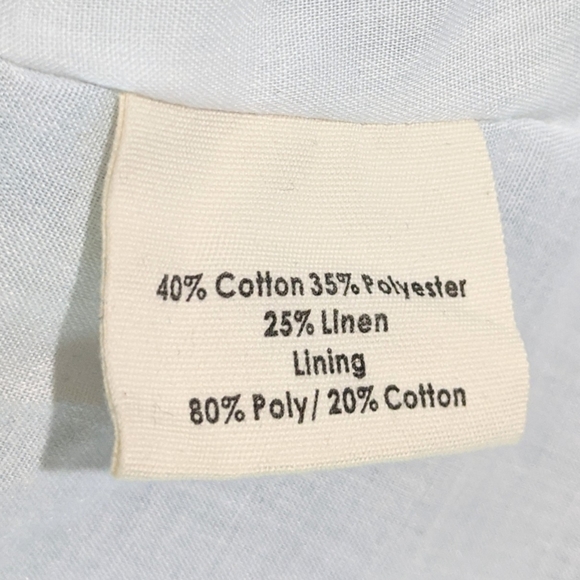 40% Cotton 35% Polyester
25% Linen
Lining
80% Poly/ 20% Cotton